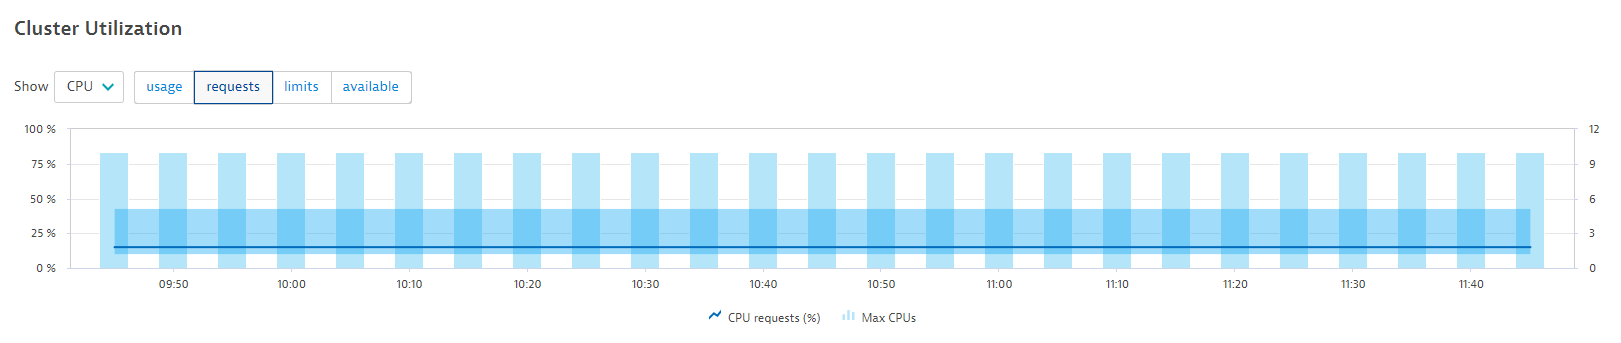 Cluster Utilization
Show CPU usage requests limits available
100 % 12
75 % 9
50 % 6
25 % 3
0 % 0
09:50 10:00 10:10 10:20 10:30 10:40 10:50 11:00 11:10 11:20 11:30 11:40
CPU requests (%) Max CPUs